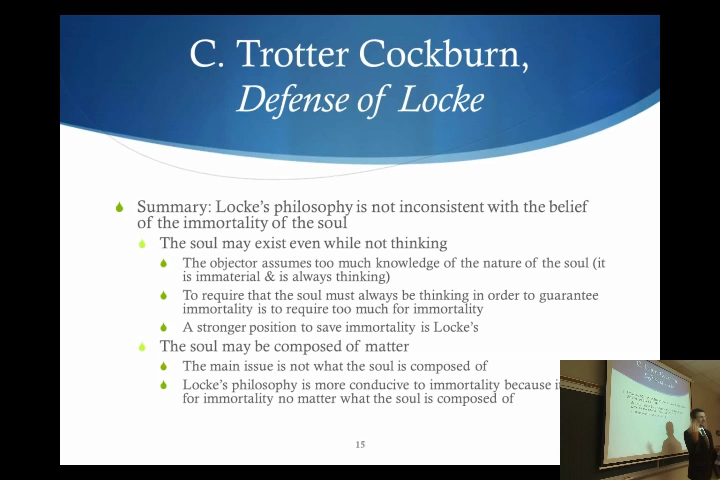 C. Trotter Cockburn,
Defense of Locke
Summary: Locke's philosophy is not inconsistent with the belief
of the immortality of the soul
The soul may exist even while not thinking
The objector assumes too much knowledge of the nature of the soul (it
is immaterial & is always thinking)
To require that the soul must always be thinking in order to guarantee
immortality is to require too much for immortality
A stronger position to save immortality is Locke's
The soul may be composed of matter
The main issue is not what the soul is composed of
Locke's philosophy is more conducive to immortality because
for immortality no matter what the soul is composed of
15